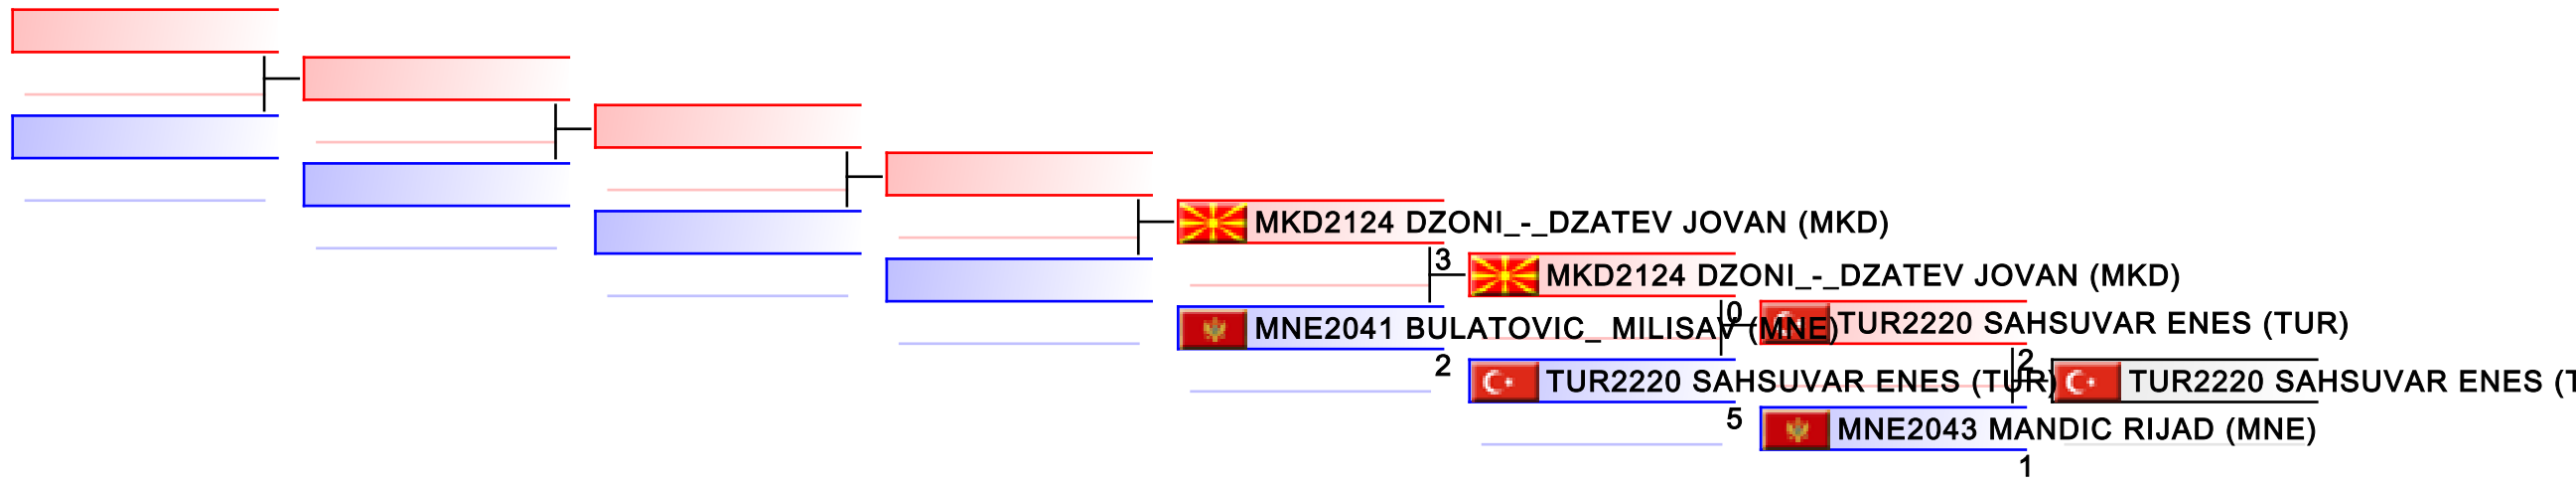 MKD2124 DZONI_-_DZATEV JOVAN (MKD)
3
MKD2124 DZONI_-_DZATEV JOVAN (MKD)
MNE2041 BULATOVIC_ MILISAV (MNE)
0
TUR2220 SAHSUVAR ENES (TUR)
2
TUR2220 SAHSUVAR ENES (TUR)
2
TUR2220 SAHSUVAR ENES (T
5
MNE2043 MANDIC RIJAD (MNE)
1